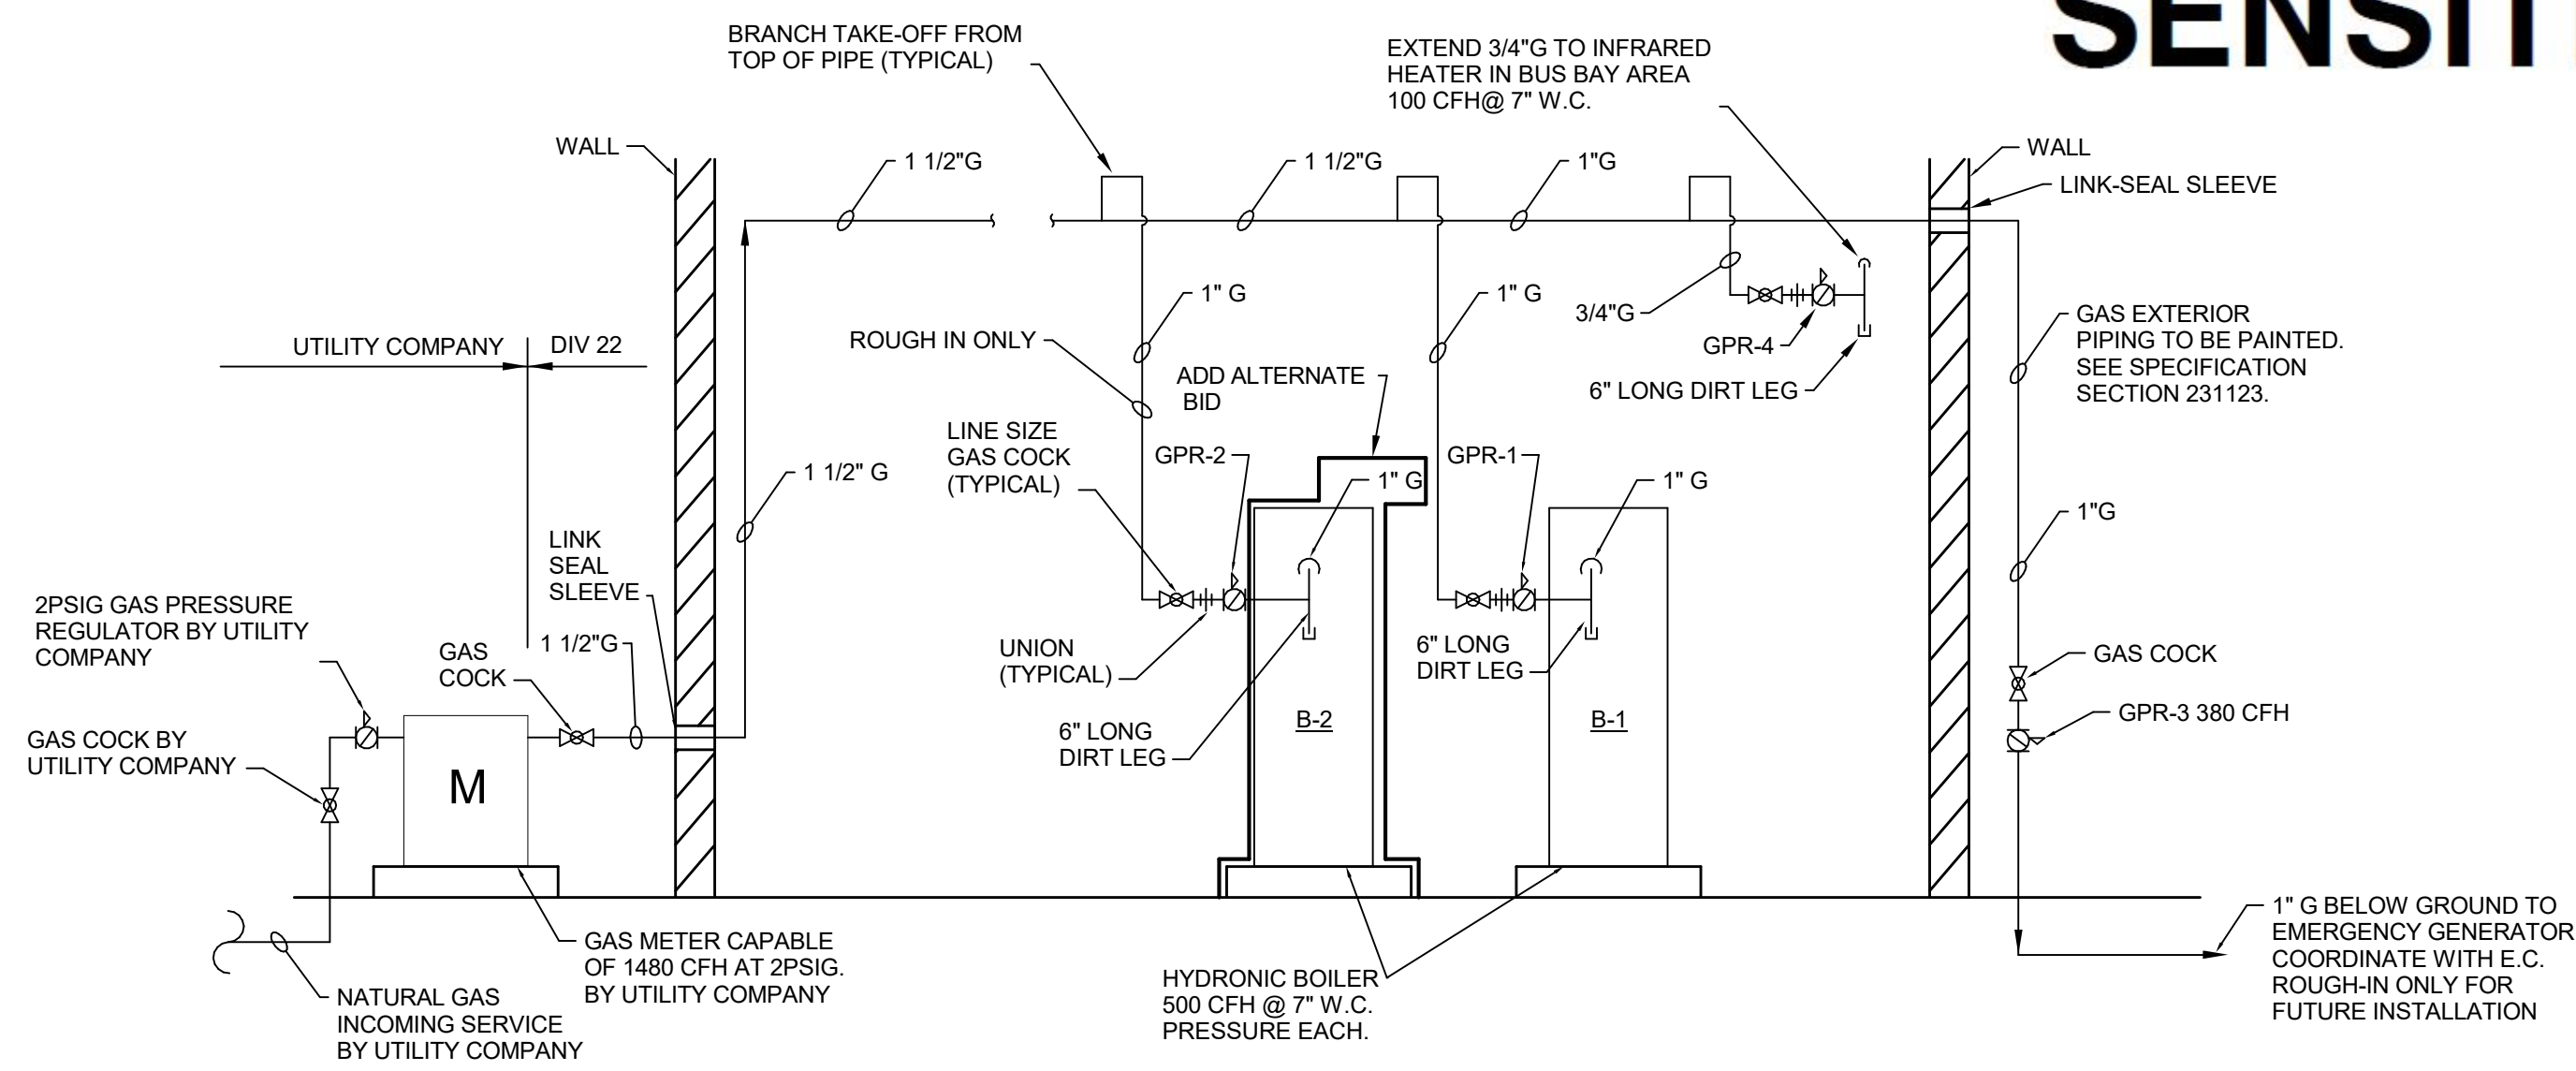 SENSIT
BRANCH TAKE-OFF FROM
TOP OF PIPE (TYPICAL)
EXTEND 3/4"G TO INFRARED
HEATER IN BUS BAY AREA
100 CFH@ 7" W.C.
WALL
1 1/2"G
1 1/2"G
1"G
WALL
LINK-SEAL SLEEVE
1" G
1" G
3/4"G
GPR-4
6" LONG DIRT LEG
GAS EXTERIOR
PIPING TO BE PAINTED.
SEE SPECIFICATION
SECTION 231123.
UTILITY COMPANY
DIV 22
ROUGH IN ONLY
ADD ALTERNATE
BID
LINE SIZE
GAS COCK
(TYPICAL)
GPR-2
GPR-1
1 1/2" G
1" G
1" G
1"G
LINK
SEAL
SLEEVE
2PSIG GAS PRESSURE
REGULATOR BY UTILITY
COMPANY
GAS
COCK
1 1/2"G
UNION
(TYPICAL)
6" LONG
DIRT LEG
GAS COCK
GAS COCK BY
UTILITY COMPANY
M
6" LONG
DIRT LEG
B-2
B-1
GPR-3 380 CFH
GAS METER CAPABLE
OF 1480 CFH AT 2PSIG.
BY UTILITY COMPANY
NATURAL GAS
INCOMING SERVICE
BY UTILITY COMPANY
HYDRONIC BOILER
500 CFH @ 7" W.C.
PRESSURE EACH.
1" G BELOW GROUND TO
EMERGENCY GENERATOR
COORDINATE WITH E.C.
ROUGH-IN ONLY FOR
FUTURE INSTALLATION